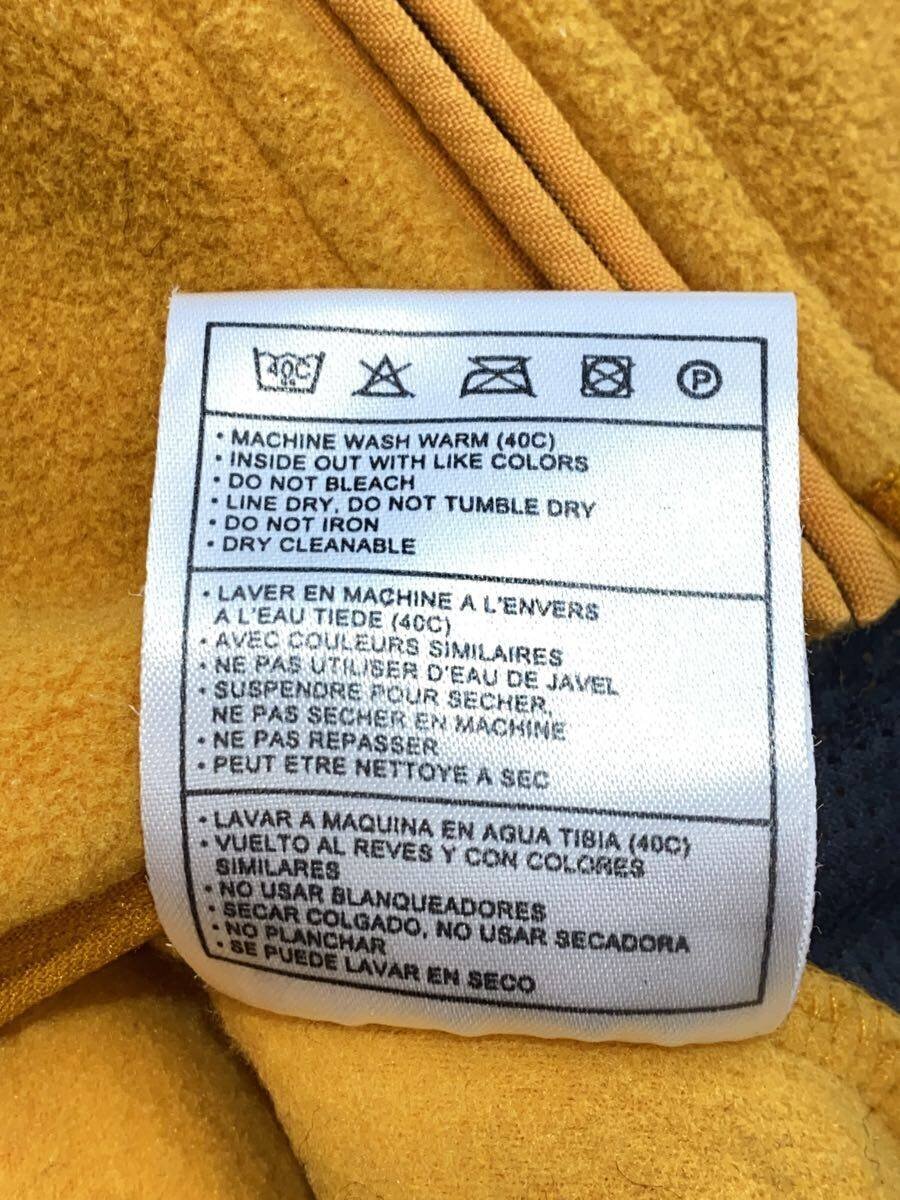 40C
P
• MACHINE WASH WARM (40C)
• INSIDE OUT WITH LIKE COLORS
• DO NOT BLEACH
• LINE DRY, DO NOT TUMBLE DRY
• DO NOT IRON
• DRY CLEANABLE
• LAVER EN MACHINE A L'ENVERS
A L'EAU TIEDE (40C)
• AVEC COULEURS SIMILAIRES
• NE PAS UTILISER D'EAU DE JAVEL
• SUSPENDRE POUR SECHER,
NE PAS SECHER EN MACHINE
• NE PAS REPASSER
• PEUT ETRE NETTOYE A SEC
• LAVAR A MAQUINA EN AGUA TIBIA (40C)
• VUELTO AL REVES Y CON COLORES
SIMILARES
• NO USAR BLANQUEADORES
• SECAR COLGADO, NO USAR SECADORA
• NO PLANCHAR
• SE PUEDE LAVAR EN SECO